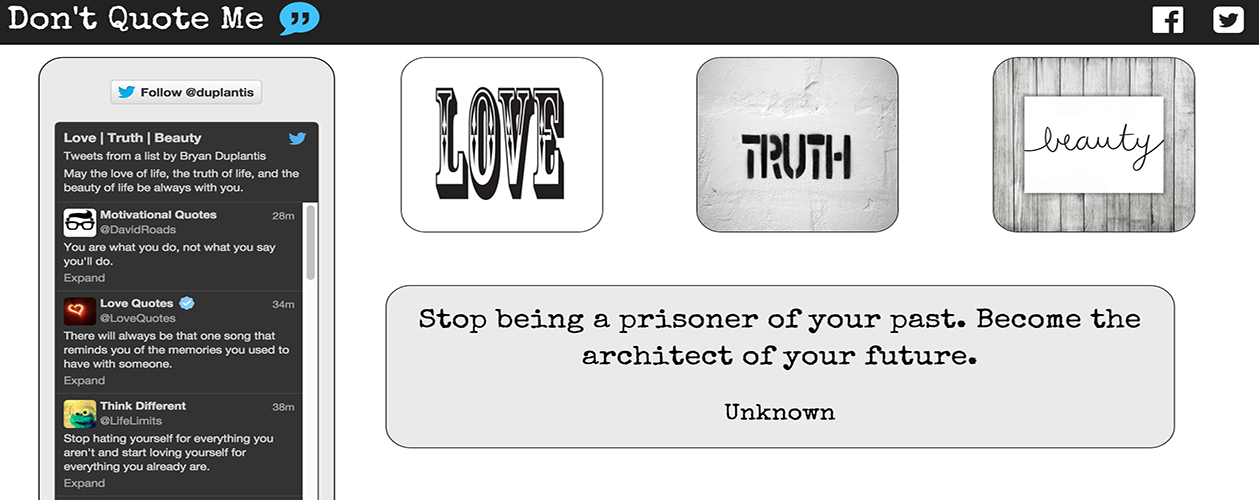 Don't Quote Me
Follow @duplantis
Love | Truth | Beauty
Tweets from a list by Bryan Duplantis
May the love of life, the truth of life, and the
beauty of life be always with you.
Motivational Quotes 28m
@DavidRoads
You are what you do, not what you say
you'll do.
Expand
Love Quotes 34m
@LoveQuotes
There will always be that one song that
reminds you of the memories you used to
have with someone.
Expand
Think Different 38m
@LifeLimits
Stop hating yourself for everything you
aren't and start loving yourself for
everything you already are.
Expand
LOVE
TRUTH
beauty
Stop being a prisoner of your past. Become the
architect of your future.
Unknown